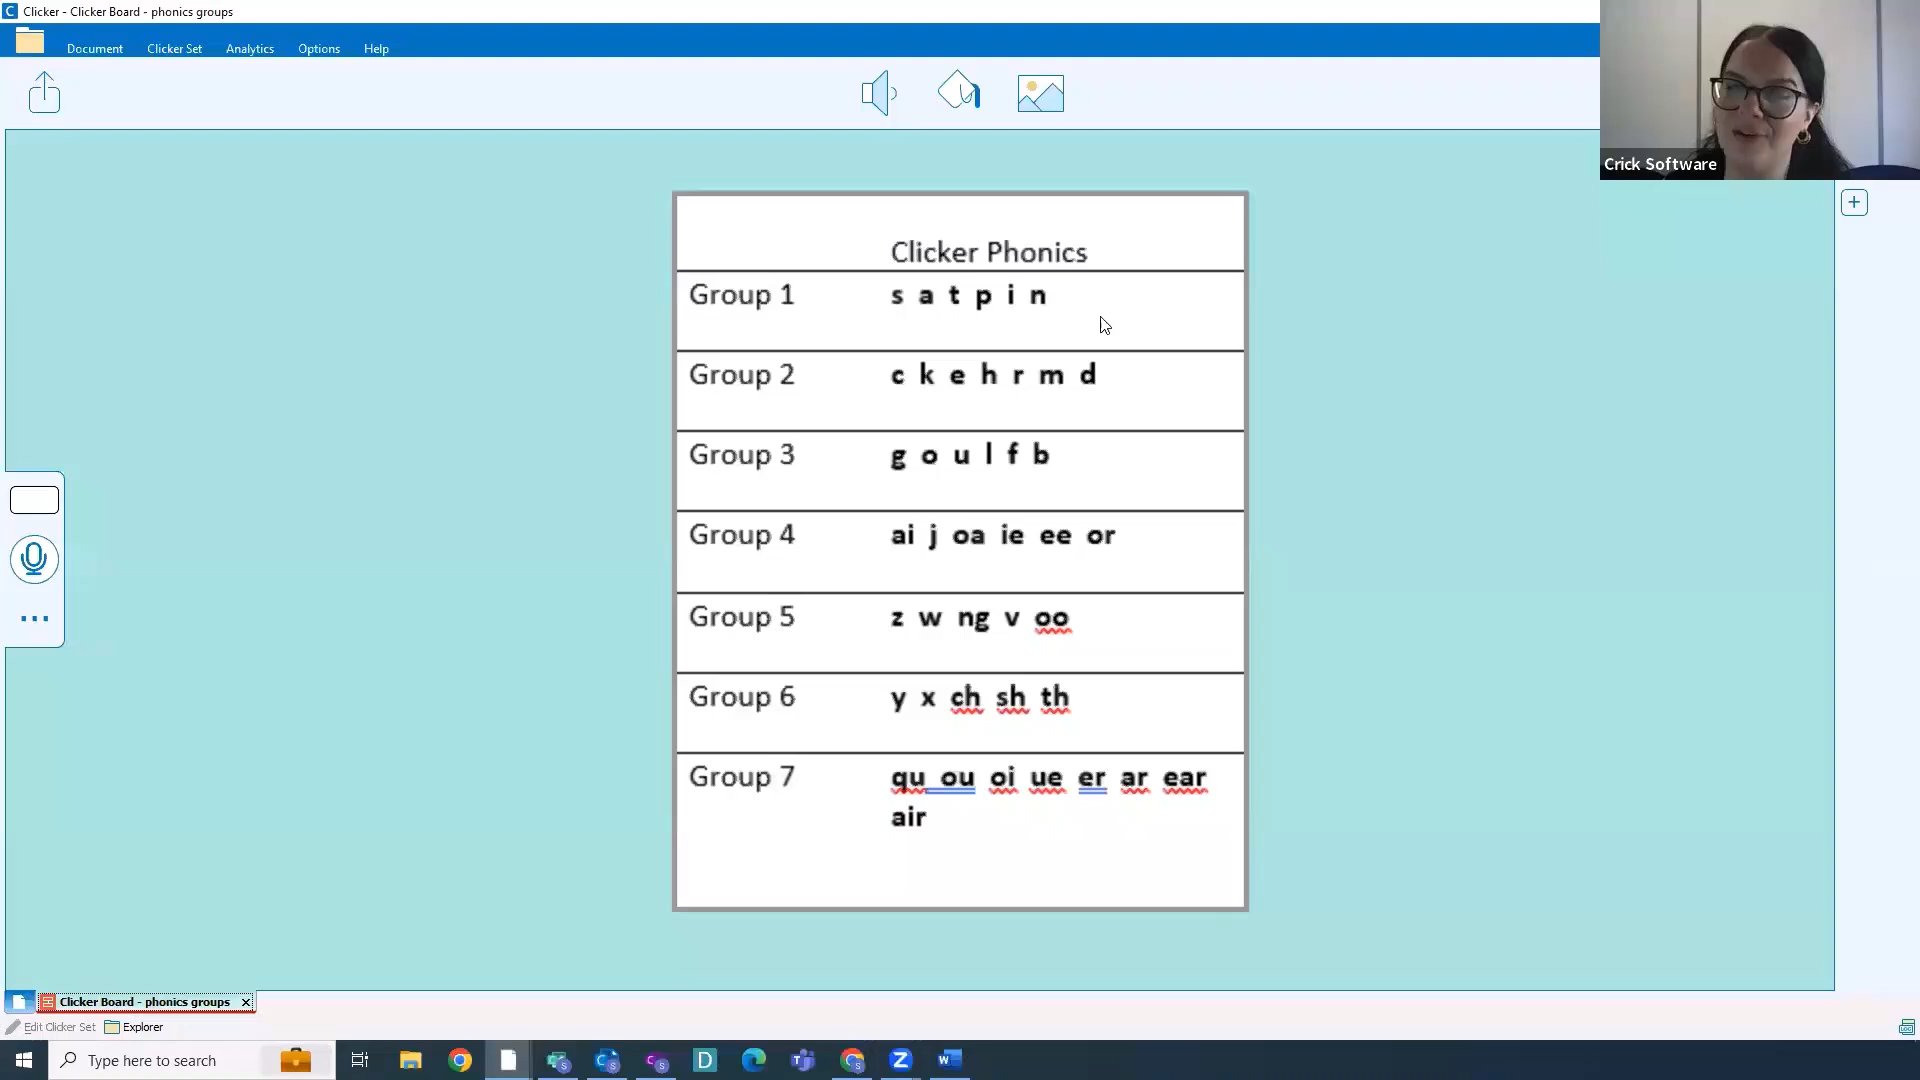 Clicker - Clicker Board - phonics groups
Document Clicker Set Analytics Options Help
Crick Software
Clicker Phonics
Group 1 s a t p i n
Group 2 c k e h r m d
Group 3 g o u l f b
Group 4 ai j oa ie ee or
Group 5 z w ng v oo
Group 6 y x ch sh th
Group 7 qu ou oi ue er ar ear
air
Clicker Board - phonics groups
Edit Clicker Set Explorer
Type here to search